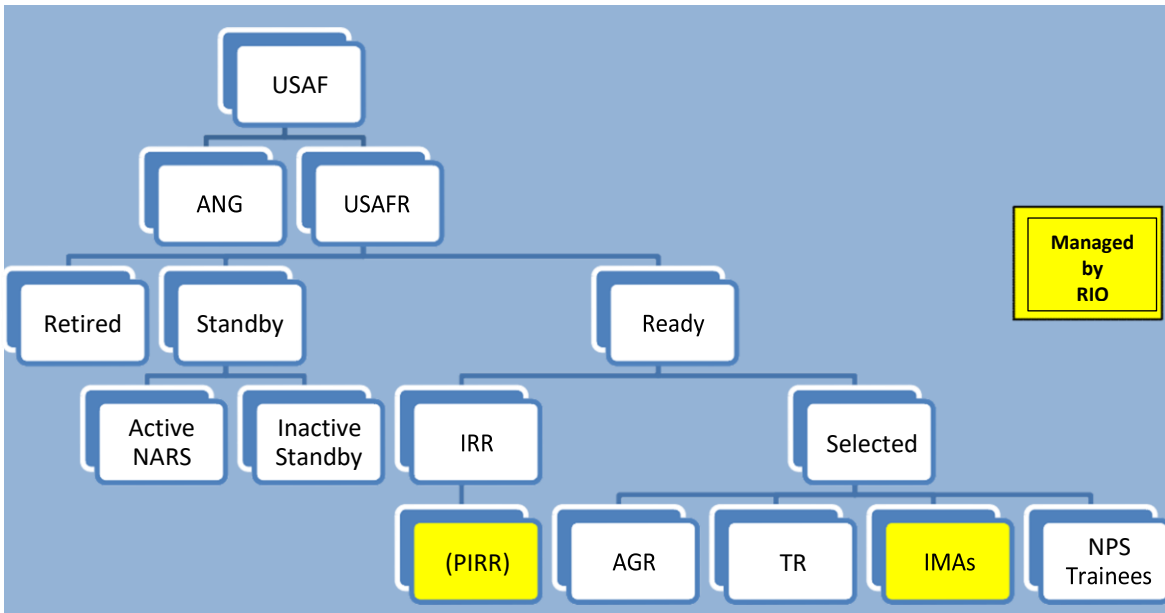 USAF
ANG
USAFR
Managed
by
RIO
Retired
Standby
Ready
Active
NARS
Inactive
Standby
IRR
Selected
(PIRR)
AGR
TR
IMAs
NPS
Trainees